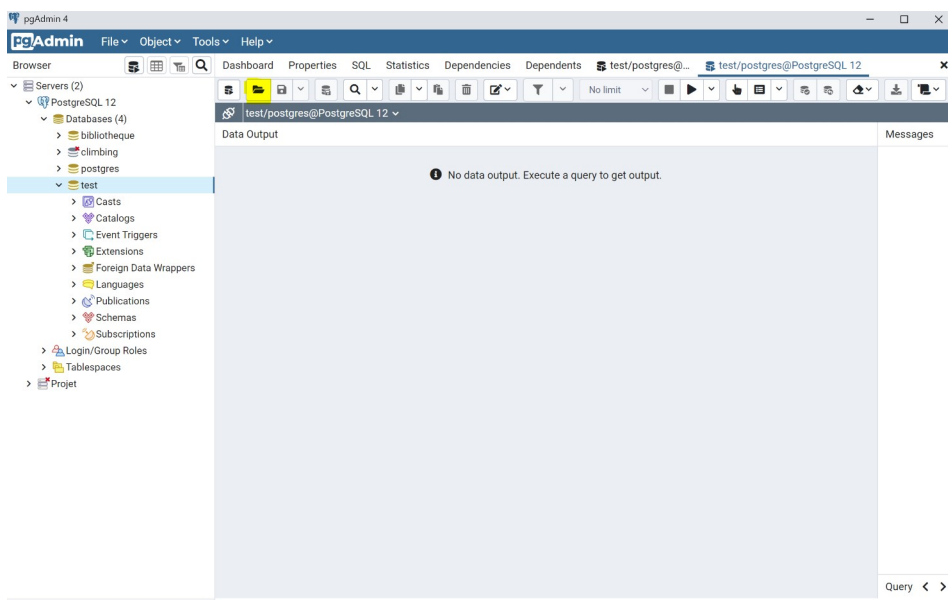 pgAdmin 4
pgAdmin File Object Tools Help
Browser
Dashboard Properties SQL Statistics Dependencies Dependents test/postgres@... test/postgres@PostgreSQL 12
No limit
test/postgres@PostgreSQL 12
Data Output
Messages
No data output. Execute a query to get output.
Servers (2)
PostgreSQL 12
Databases (4)
bibliotheque
climbing
postgres
test
Casts
Catalogs
Event Triggers
Extensions
Foreign Data Wrappers
Languages
Publications
Schemas
Subscriptions
Login/Group Roles
Tablespaces
Projet
Query